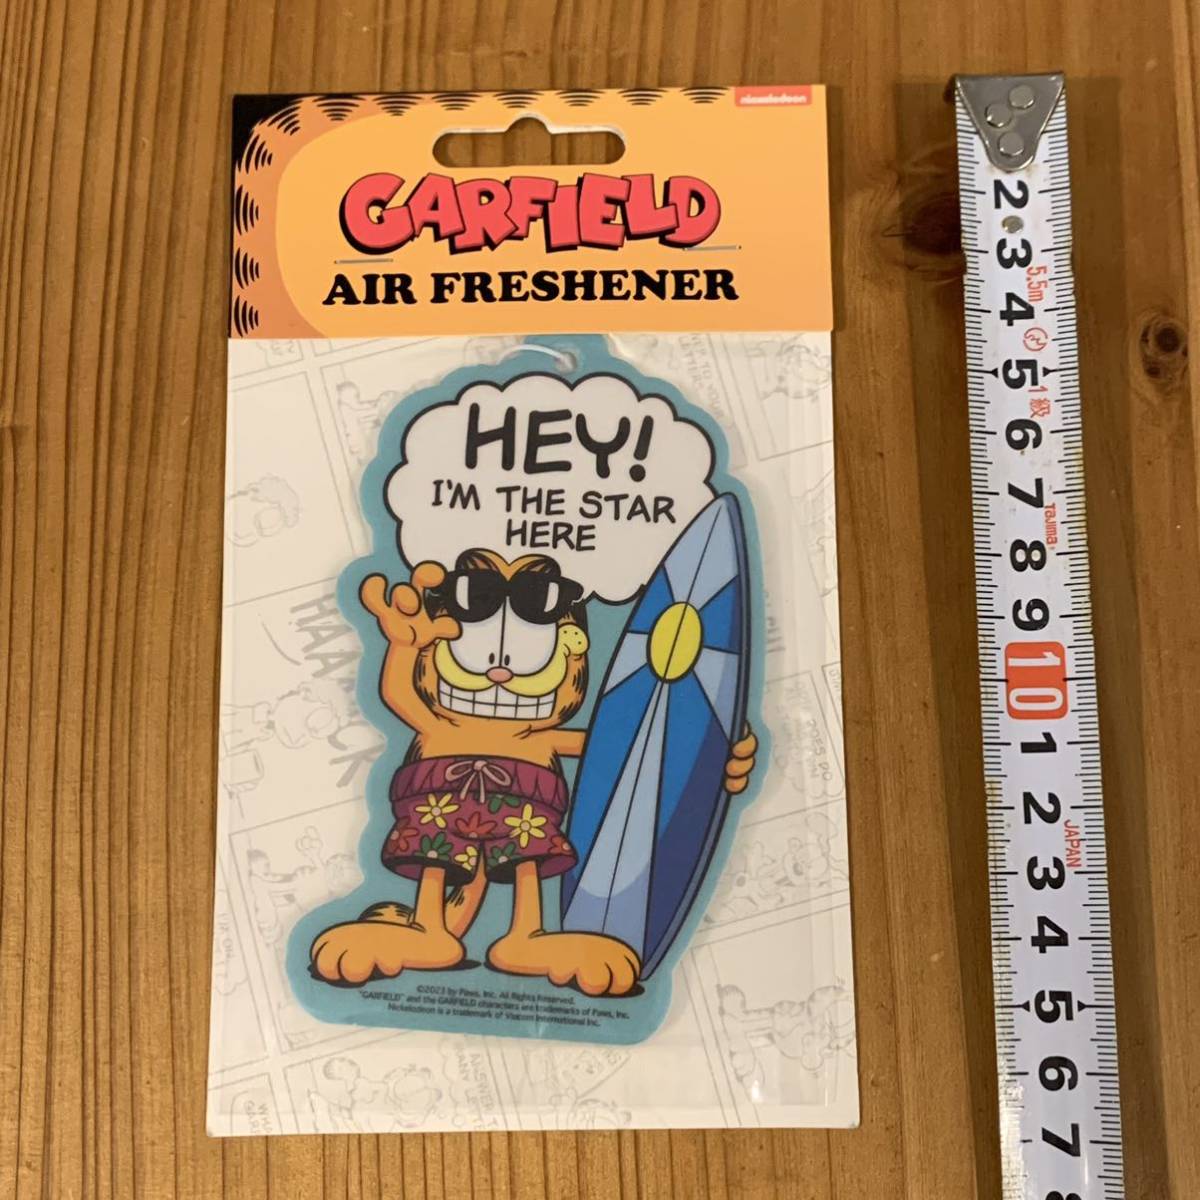 nickelodeon
GARFIELD
AIR FRESHENER
HEY!
I'M THE STAR
HERE
©2023 by Paws, Inc. All Rights Reserved.
"GARFIELD" and the GARFIELD characters are trademarks of Paws, Inc.
Nickelodeon is a trademark of Viacom International Inc.
2
3
5.5m
4
5
1級
6
7
Tajima
8
9
10
1
2
JAPAN
3
4
5
6
7